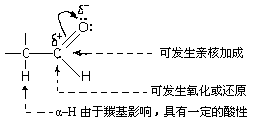 δ⁻
O:
δ⁺
C C 可发生亲核加成
H H
可发生氧化或还原
α-H 由于羰基影响，具有一定的酸性